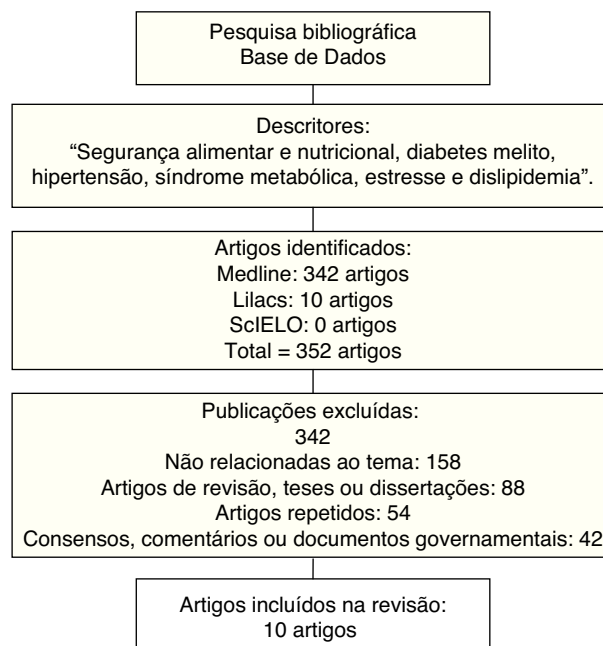 Pesquisa bibliográfica
Base de Dados
Descritores:
“Segurança alimentar e nutricional, diabetes melito,
hipertensão, síndrome metabólica, estresse e dislipidemia”.
Artigos identificados:
Medline: 342 artigos
Lilacs: 10 artigos
ScIELO: 0 artigos
Total = 352 artigos
Publicações excluídas:
342
Não relacionadas ao tema: 158
Artigos de revisão, teses ou dissertações: 88
Artigos repetidos: 54
Consensos, comentários ou documentos governamentais: 42
Artigos incluídos na revisão:
10 artigos